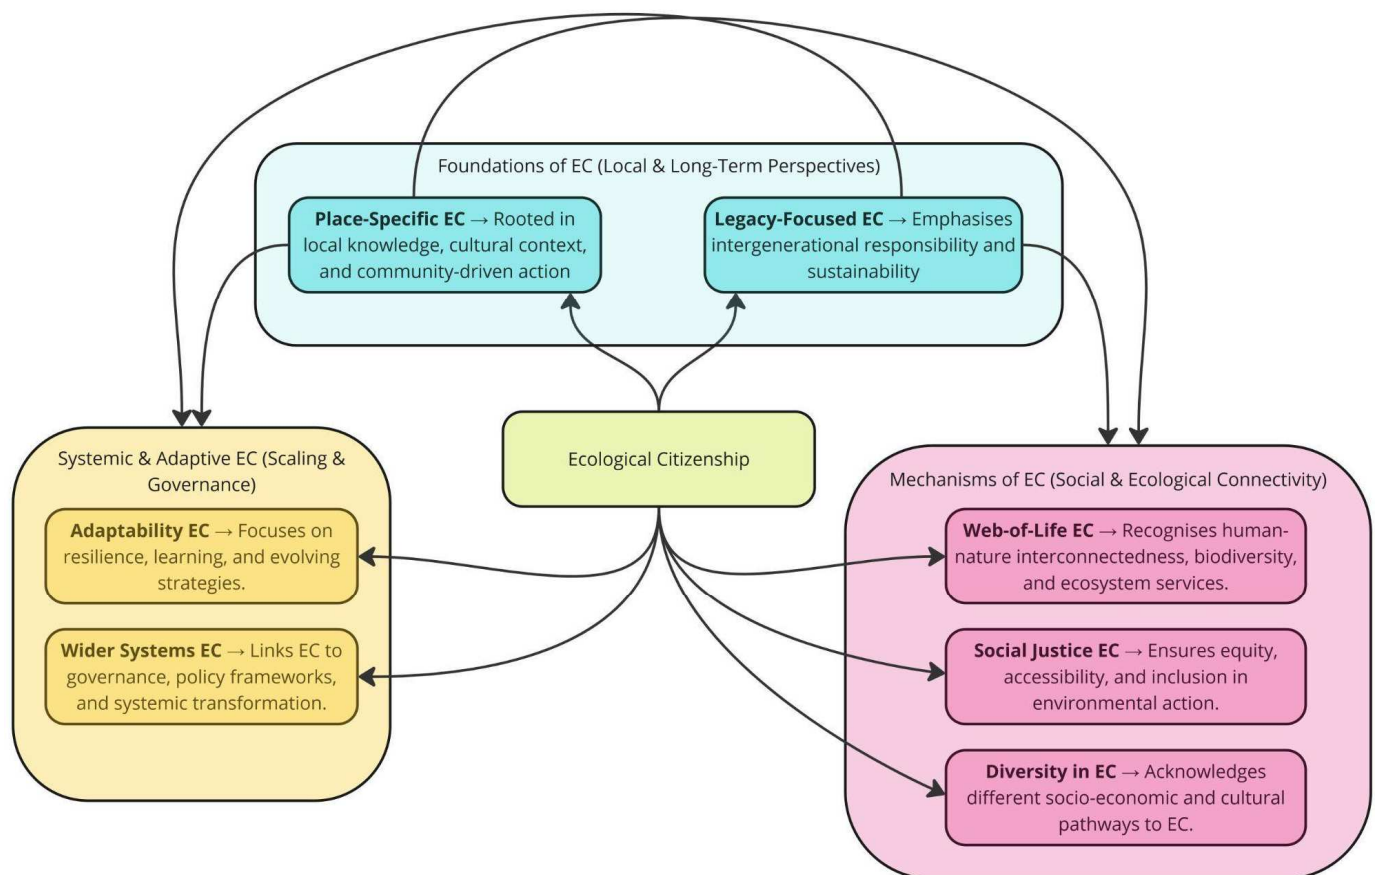 Foundations of EC (Local & Long-Term Perspectives)
Place-Specific EC → Rooted in
local knowledge, cultural context,
and community-driven action
Legacy-Focused EC → Emphasises
intergenerational responsibility and
sustainability
Ecological Citizenship
Systemic & Adaptive EC (Scaling &
Governance)
Adaptability EC → Focuses on
resilience, learning, and evolving
strategies.
Wider Systems EC → Links EC to
governance, policy frameworks,
and systemic transformation.
Mechanisms of EC (Social & Ecological Connectivity)
Web-of-Life EC → Recognises human-
nature interconnectedness, biodiversity,
and ecosystem services.
Social Justice EC → Ensures equity,
accessibility, and inclusion in
environmental action.
Diversity in EC → Acknowledges
different socio-economic and cultural
pathways to EC.